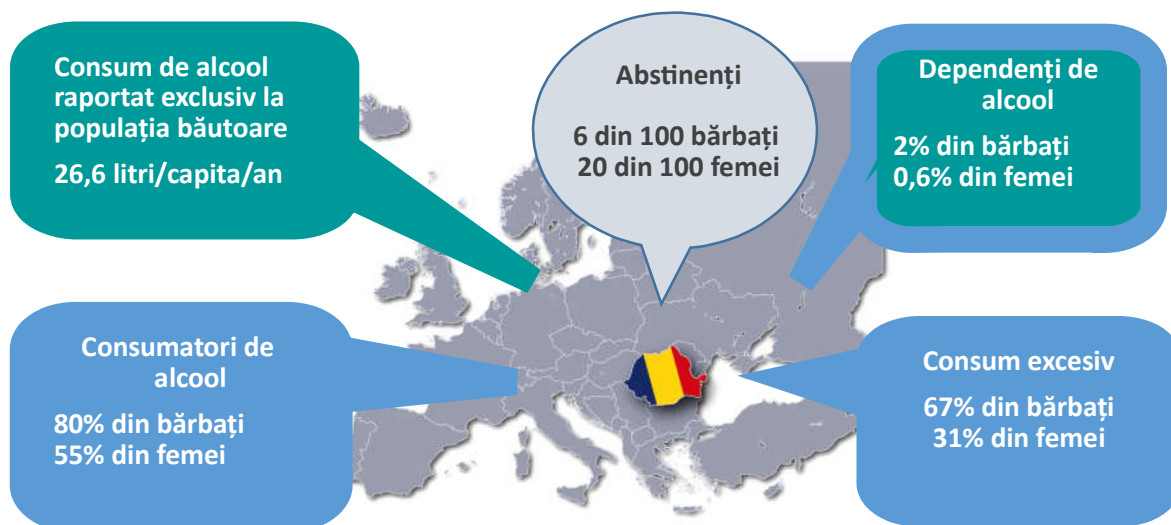 Consum de alcool
raportat exclusiv la
populația băutoare
26,6 litri/capita/an
Abstinenți
6 din 100 bărbați
20 din 100 femei
Dependenți de
alcool
2% din bărbați
0,6% din femei
Consumatori de
alcool
80% din bărbați
55% din femei
Consum excesiv
67% din bărbați
31% din femei